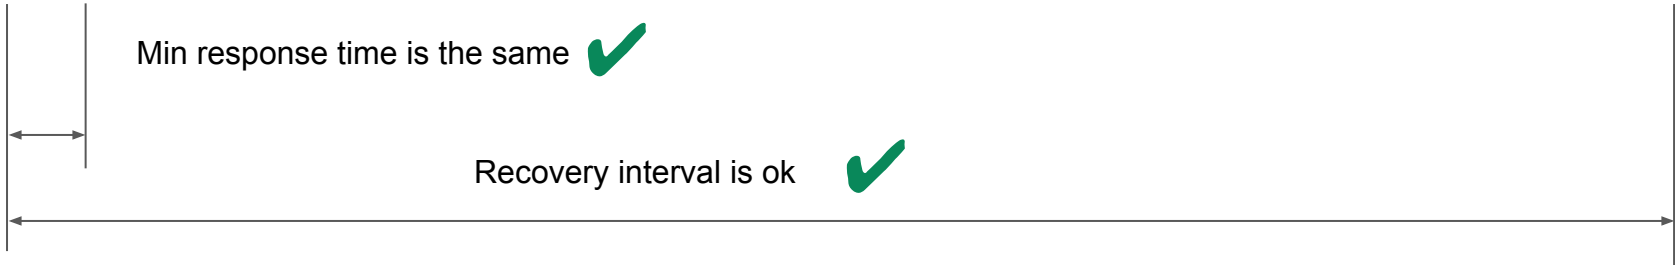 Min response time is the same
Recovery interval is ok